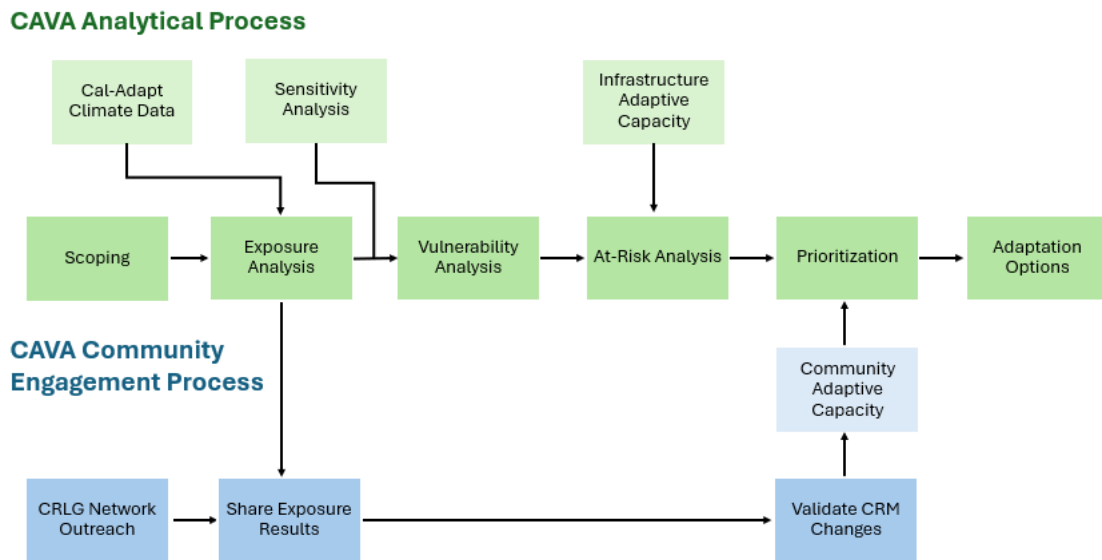 CAVA Analytical Process
Cal-Adapt
Climate Data
Sensitivity
Analysis
Infrastructure
Adaptive
Capacity
Scoping
Exposure
Analysis
Vulnerability
Analysis
At-Risk Analysis
Prioritization
Adaptation
Options
CAVA Community
Engagement Process
Community
Adaptive
Capacity
CRLG Network
Outreach
Share Exposure
Results
Validate CRM
Changes